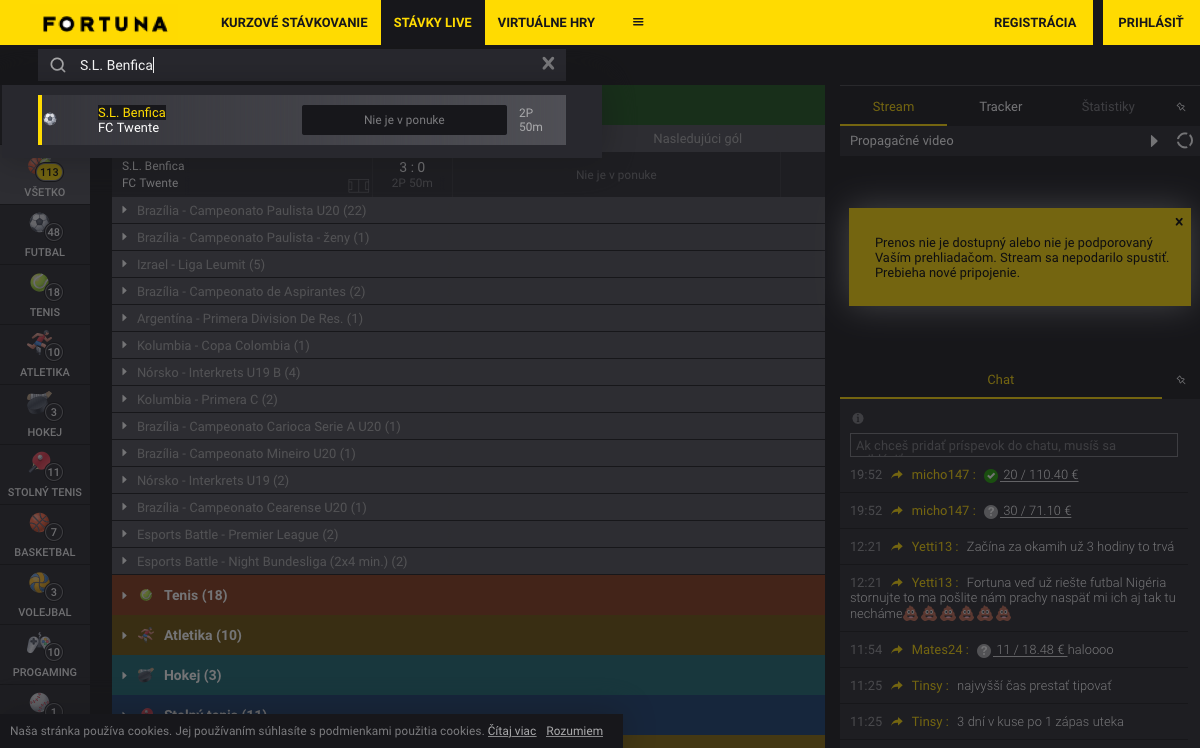 FORTUNA
KURZOVÉ STÁVKOVANIE
STÁVKY LIVE
VIRTUÁLNE HRY
REGISTRÁCIA
PRIHLÁSIŤ
S.L. Benfica
S.L. Benfica
FC Twente
Nie je v ponuke
2P
50m
Nasledujúci gól
S.L. Benfica
FC Twente
3 : 0
2P 50m
Nie je v ponuke
113
VŠETKO
48
FUTBAL
18
TENIS
10
ATLETIKA
3
HOKEJ
11
STOLNÝ TENIS
7
BASKETBAL
3
VOLEJBAL
10
PROGAMING
1
Brazília - Campeonato Paulista U20 (22)
Brazília - Campeonato Paulista - ženy (1)
Izrael - Liga Leumit (5)
Brazília - Campeonato de Aspirantes (2)
Argentína - Primera Division De Res. (1)
Kolumbia - Copa Colombia (1)
Nórsko - Interkrets U19 B (4)
Kolumbia - Primera C (2)
Brazília - Campeonato Carioca Serie A U20 (1)
Brazília - Campeonato Mineiro U20 (1)
Nórsko - Interkrets U19 (2)
Brazília - Campeonato Cearense U20 (1)
Esports Battle - Premier League (2)
Esports Battle - Night Bundesliga (2x4 min.) (2)
Tenis (18)
Atletika (10)
Hokej (3)
Stolný tenis (11)
Stream
Tracker
Štatistiky
Propagačné video
Prenos nie je dostupný alebo nie je podporovaný
Vaším prehliadačom. Stream sa nepodarilo spustiť.
Prebieha nové pripojenie.
Chat
Ak chceš pridať príspevok do chatu, musíš sa
19:52 micho147 : 20 / 110.40 €
19:52 micho147 : 30 / 71.10 €
12:21 Yetti13 : Začína za okamih už 3 hodiny to trvá
12:21 Yetti13 : Fortuna veď už riešte futbal Nigéria
stornujte to ma pošlite nám prachy naspäť mi ich aj tak tu
necháme💩💩💩💩💩💩
11:54 Mates24 : 11 / 18.48 € haloooo
11:25 Tinsy : najvyšší čas prestať tipovať
11:25 Tinsy : 3 dní v kuse po 1 zápas uteka
Naša stránka používa cookies. Jej používaním súhlasíte s podmienkami použitia cookies. Čítaj viac Rozumiem